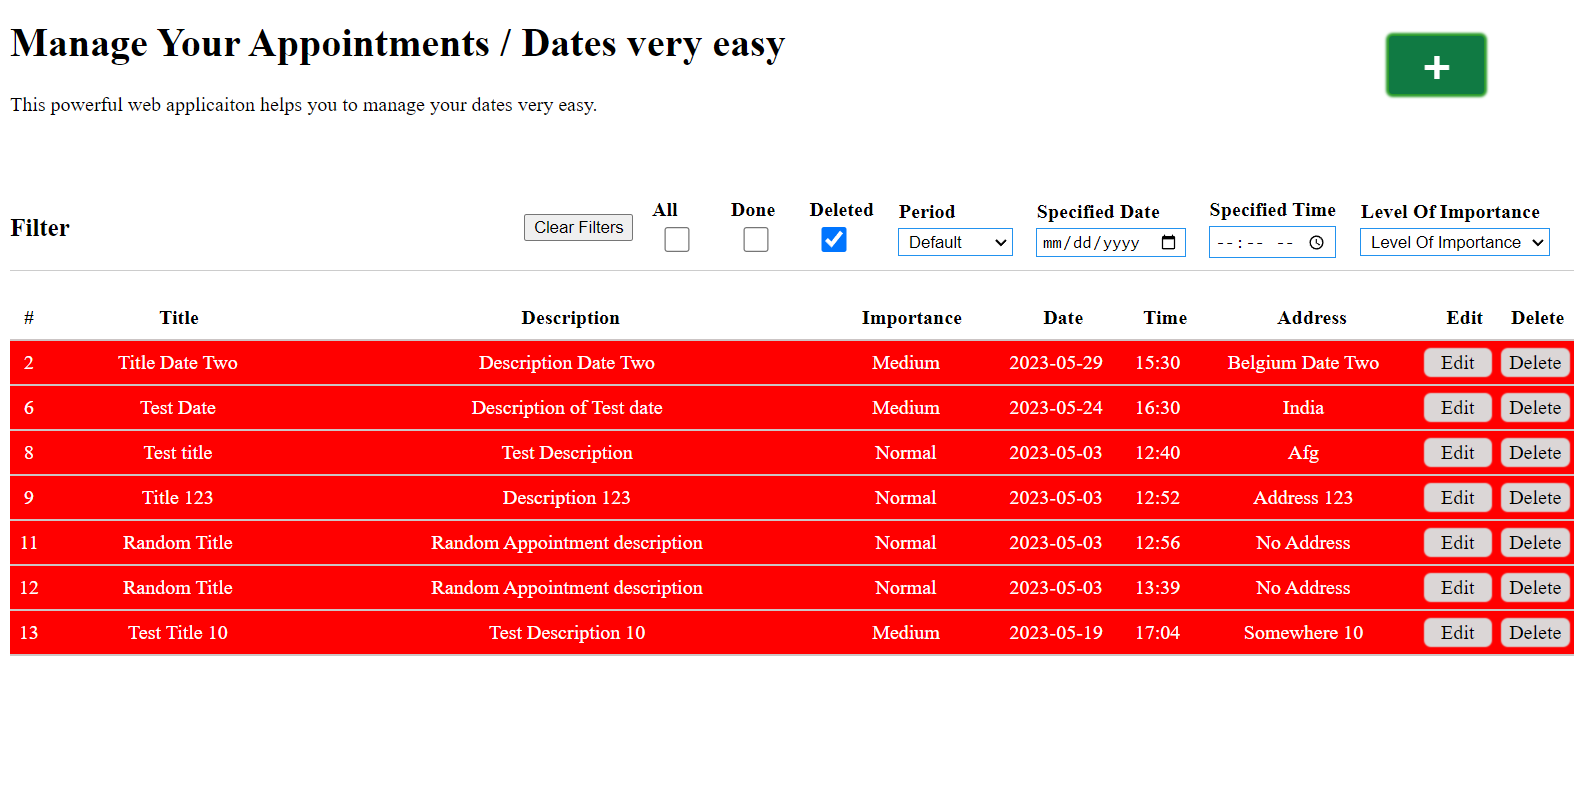 Manage Your Appointments / Dates very easy
+
This powerful web applicaiton helps you to manage your dates very easy.
Filter
Clear Filters
All
Done
Deleted
Period
Default
Specified Date
mm/dd/yyyy
Specified Time
--:-- --
Level Of Importance
Level Of Importance
# Title Description Importance Date Time Address Edit Delete
2 Title Date Two Description Date Two Medium 2023-05-29 15:30 Belgium Date Two Edit Delete
6 Test Date Description of Test date Medium 2023-05-24 16:30 India Edit Delete
8 Test title Test Description Normal 2023-05-03 12:40 Afg Edit Delete
9 Title 123 Description 123 Normal 2023-05-03 12:52 Address 123 Edit Delete
11 Random Title Random Appointment description Normal 2023-05-03 12:56 No Address Edit Delete
12 Random Title Random Appointment description Normal 2023-05-03 13:39 No Address Edit Delete
13 Test Title 10 Test Description 10 Medium 2023-05-19 17:04 Somewhere 10 Edit Delete